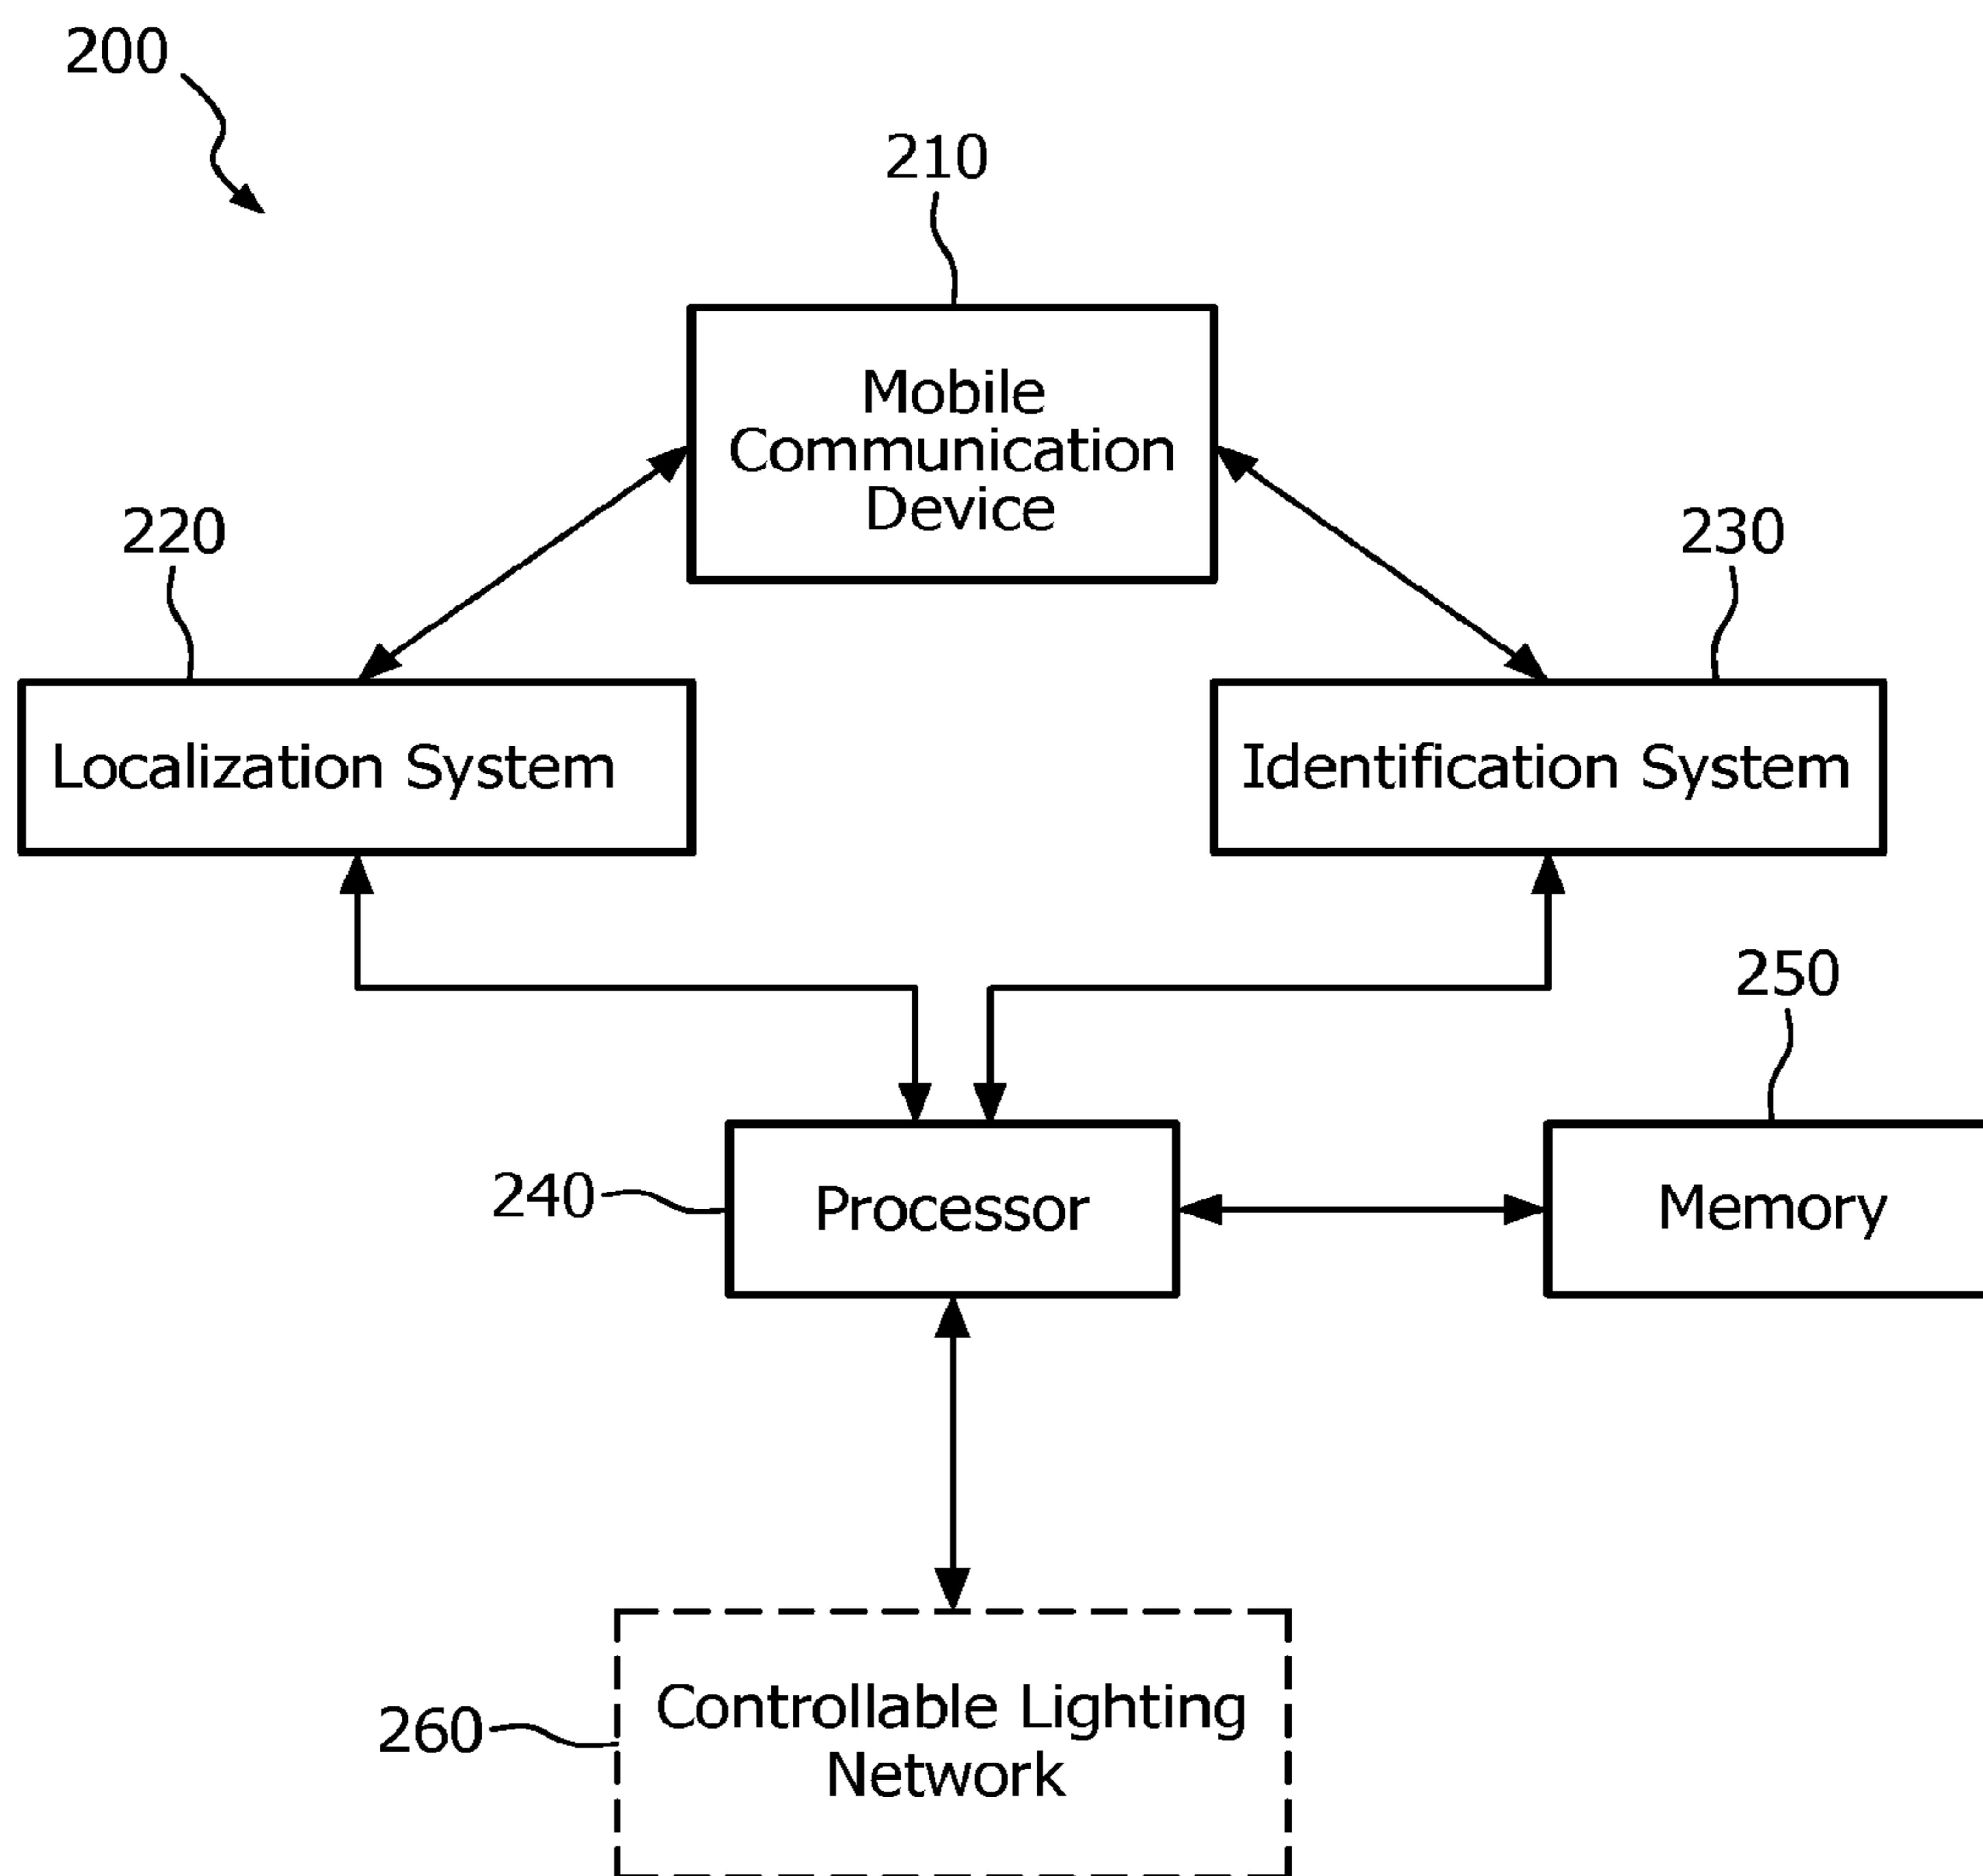 200
210
Mobile
Communication
Device
220
230
Localization System
Identification System
250
240
Processor
Memory
260
Controllable Lighting
Network